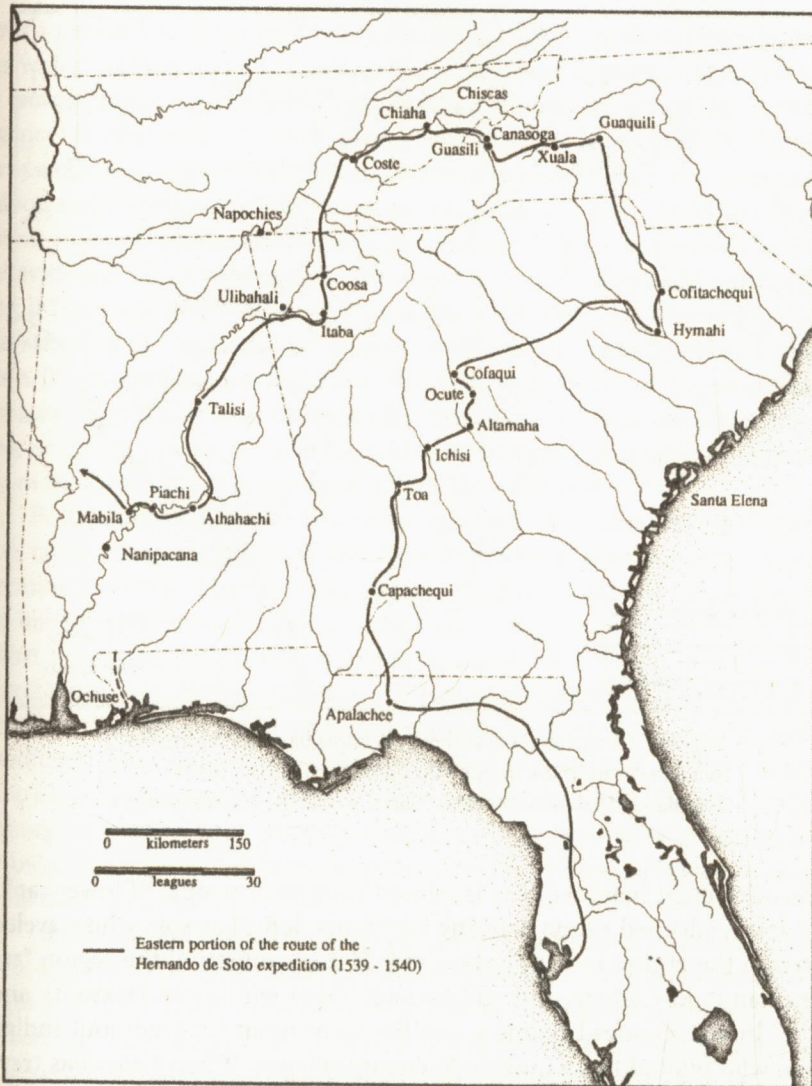 Chiscas
Chiaha
Canasoga
Guaquili
Guasili
Xuala
Coste
Napochies
Coosa
Cofitachequi
Ulibahali
Itaba
Hymahi
Cofaqui
Ocute
Talisi
Altamaha
Ichisi
Toa
Santa Elena
Piachi
Mabila
Athahachi
Nanipacana
Capachequi
Ochuse
Apalachee
0 kilometers 150
0 leagues 30
Eastern portion of the route of the
Hernando de Soto expedition (1539 - 1540)